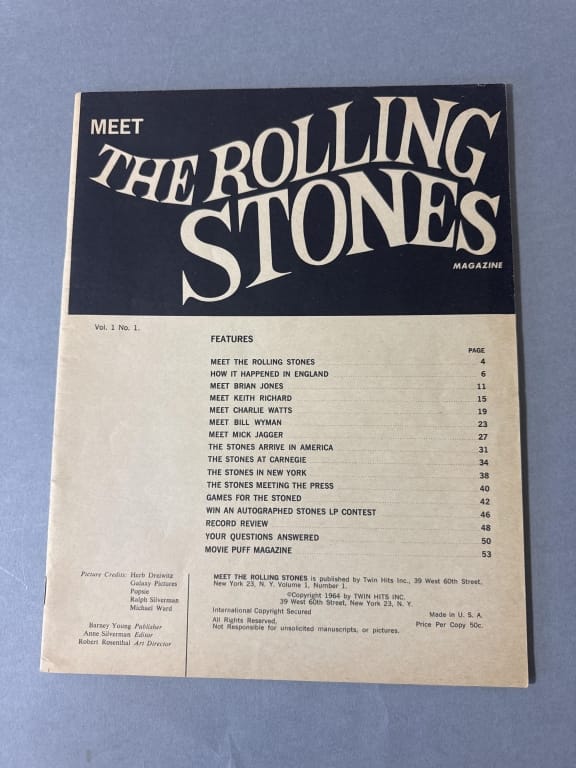 MEET
THE ROLLING
STONES
MAGAZINE
Vol. 1 No. 1.
FEATURES
PAGE
MEET THE ROLLING STONES 4
HOW IT HAPPENED IN ENGLAND 6
MEET BRIAN JONES 11
MEET KEITH RICHARD 15
MEET CHARLIE WATTS 19
MEET BILL WYMAN 23
MEET MICK JAGGER 27
THE STONES ARRIVE IN AMERICA 31
THE STONES AT CARNEGIE 34
THE STONES IN NEW YORK 38
THE STONES MEETING THE PRESS 40
GAMES FOR THE STONED 42
WIN AN AUTOGRAPHED STONES LP CONTEST 46
RECORD REVIEW 48
YOUR QUESTIONS ANSWERED 50
MOVIE PUFF MAGAZINE 53
Picture Credits: Herb Dreiwitz
Galaxy Pictures
Popsie
Ralph Silverman
Michael Ward
Barney Young Publisher
Anne Silverman Editor
Robert Rosenthal Art Director
MEET THE ROLLING STONES is published by Twin Hits Inc., 39 West 60th Street,
New York 23, N. Y. Volume 1, Number 1.
©Copyright 1964 by TWIN HITS INC.
39 West 60th Street, New York 23, N. Y.
International Copyright Secured
Made in U. S. A.
All Rights Reserved,
Not Responsible for unsolicited manuscripts, or pictures.
Price Per Copy 50c.